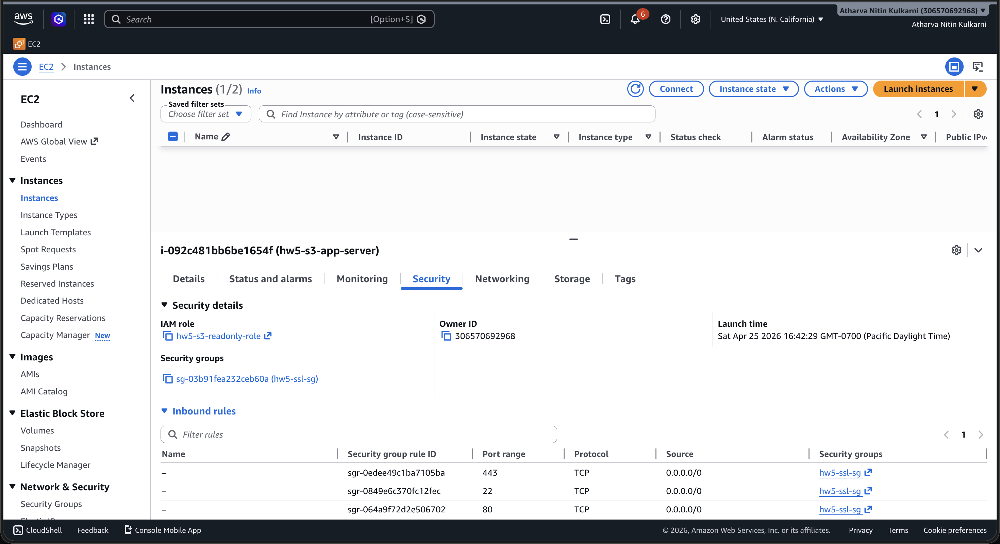 aws
Search [Option+S]
6
United States (N. California)
Atharva Nitin Kulkarni (306570692968)
Atharva Nitin Kulkarni
EC2
EC2 > Instances
EC2
Dashboard
AWS Global View
Events
Instances
Instances
Instance Types
Launch Templates
Spot Requests
Savings Plans
Reserved Instances
Dedicated Hosts
Capacity Reservations
Capacity Manager New
Images
AMIs
AMI Catalog
Elastic Block Store
Volumes
Snapshots
Lifecycle Manager
Network & Security
Security Groups
Instances (1/2) Info
Connect
Instance state
Actions
Launch instances
Saved filter sets
Choose filter set
Find Instance by attribute or tag (case-sensitive)
1
Name Instance ID Instance state Instance type Status check Alarm status Availability Zone Public IPv4
i-092c481bb6be1654f (hw5-s3-app-server)
Details Status and alarms Monitoring Security Networking Storage Tags
Security details
IAM role
hw5-s3-readonly-role
Owner ID
306570692968
Launch time
Sat Apr 25 2026 16:42:29 GMT-0700 (Pacific Daylight Time)
Security groups
sg-03b91fea232ceb60a (hw5-ssl-sg)
Inbound rules
Filter rules
1
Name Security group rule ID Port range Protocol Source Security groups
– sgr-0edee49c1ba7105ba 443 TCP 0.0.0.0/0 hw5-ssl-sg
– sgr-0849e6c370fc12fec 22 TCP 0.0.0.0/0 hw5-ssl-sg
– sgr-064a9f72d2e506702 80 TCP 0.0.0.0/0 hw5-ssl-sg
CloudShell Feedback Console Mobile App
© 2026, Amazon Web Services, Inc. or its affiliates. Privacy Terms Cookie preferences